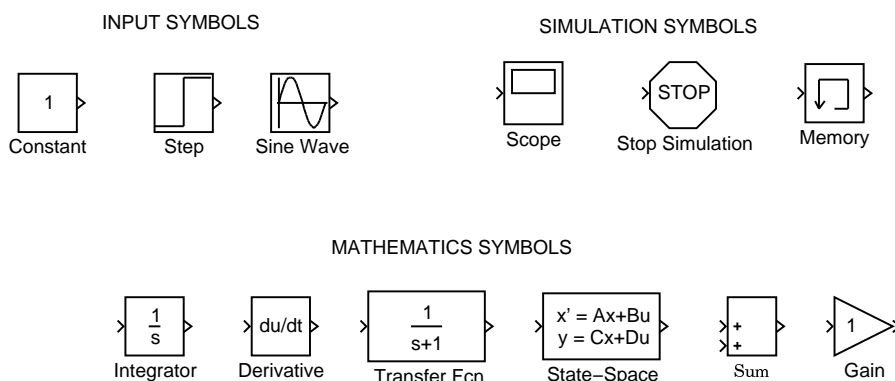 INPUT SYMBOLS
SIMULATION SYMBOLS
1
STOP
Constant
Step
Sine Wave
Scope
Stop Simulation
Memory
MATHEMATICS SYMBOLS
1
s
du/dt
1
s+1
x' = Ax+Bu
y = Cx+Du
+
+
1
Integrator
Derivative
Transfer Fcn
State−Space
Sum
Gain